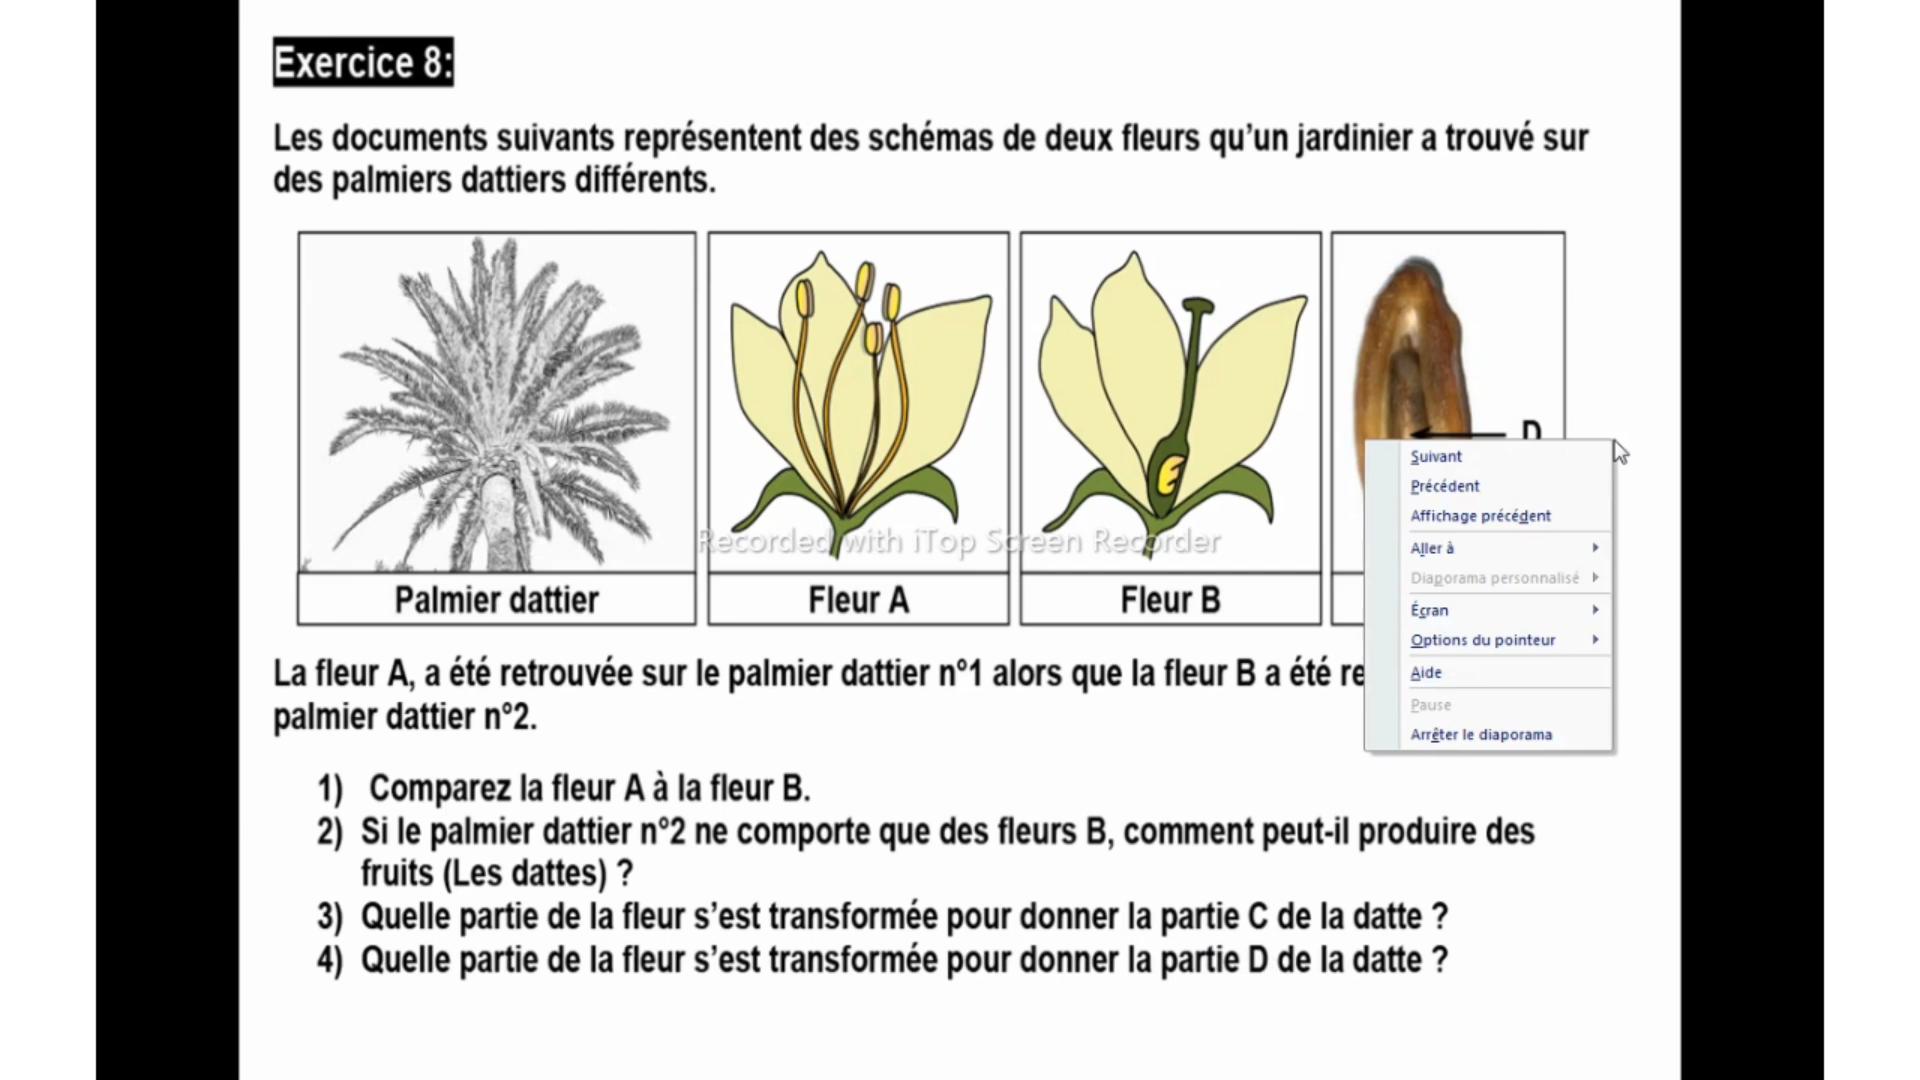 Exercice 8:
Les documents suivants représentent des schémas de deux fleurs qu’un jardinier a trouvé sur
des palmiers dattiers différents.
D
Suivant
Précédent
Affichage précédent
Aller à
Diaporama personnalisé
Écran
Options du pointeur
Aide
Pause
Arrêter le diaporama
Recorded with iTop Screen Recorder
Palmier dattier
Fleur A
Fleur B
La fleur A, a été retrouvée sur le palmier dattier n°1 alors que la fleur B a été re
palmier dattier n°2.
1) Comparez la fleur A à la fleur B.
2) Si le palmier dattier n°2 ne comporte que des fleurs B, comment peut-il produire des
fruits (Les dattes) ?
3) Quelle partie de la fleur s’est transformée pour donner la partie C de la datte ?
4) Quelle partie de la fleur s’est transformée pour donner la partie D de la datte ?